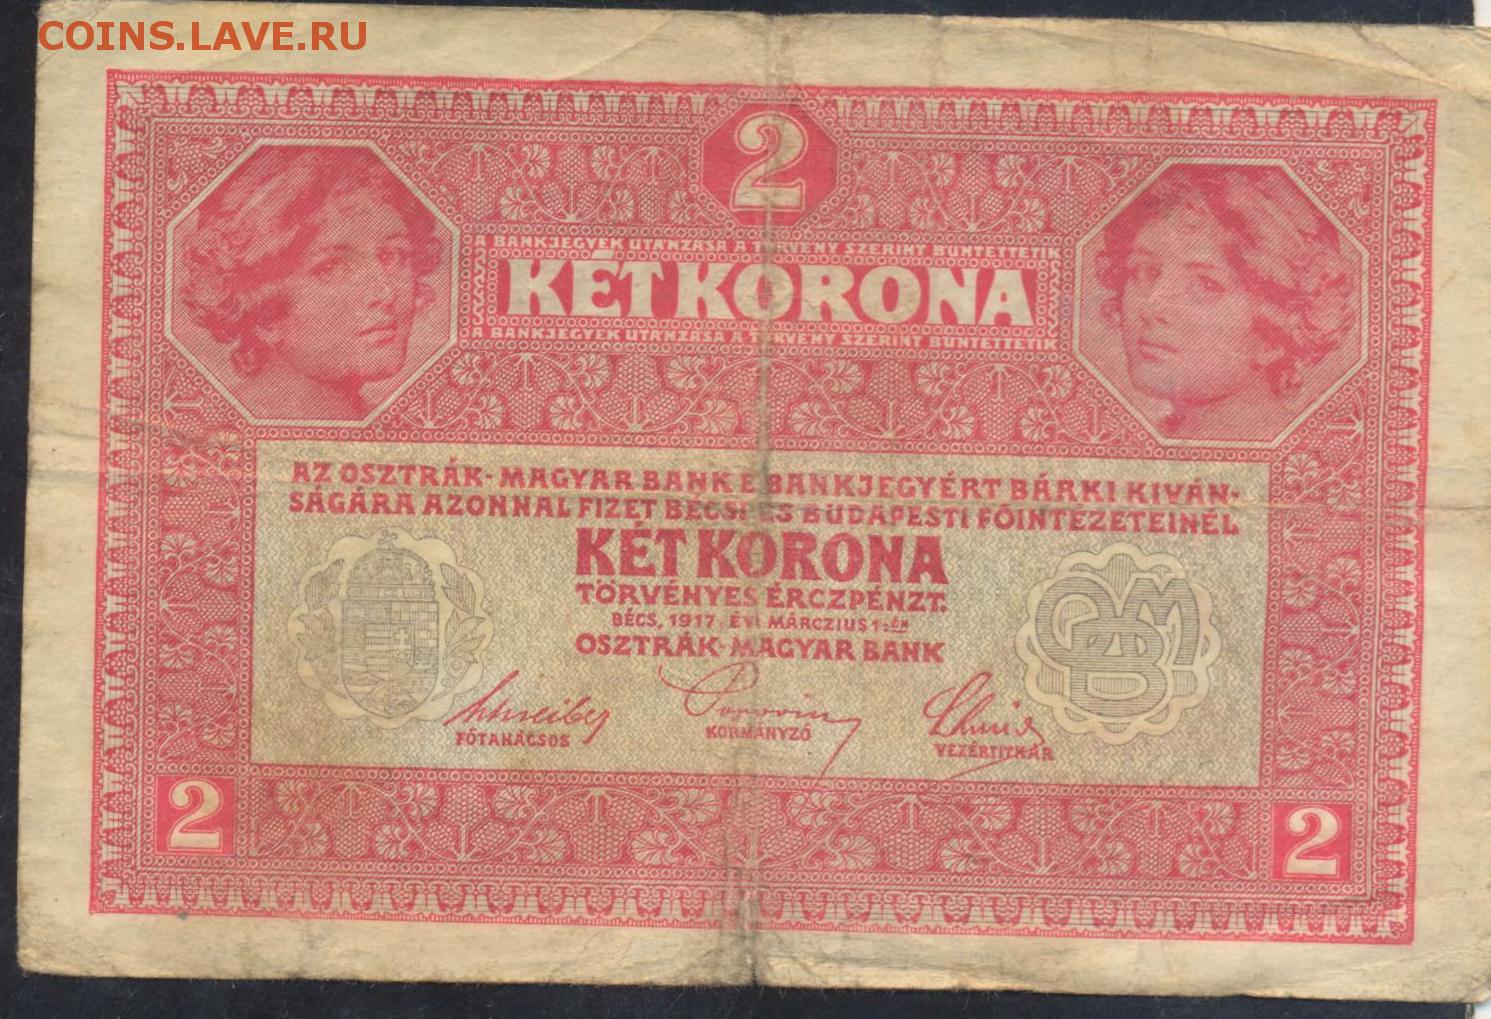 COINS.LAVE.RU
2
A BANKJEGYEK UTÁNZÁSA A TÖRVÉNY SZERINT BÜNTETTETIK
KÉT KORONA
A BANKJEGYEK UTÁNZÁSA A TÖRVÉNY SZERINT BÜNTETTETIK
AZ OSZTRÁK-MAGYAR BANK E BANKJEGYÉRT BÁRKI KIVÁN-
SÁGÁRA AZONNAL FIZET BÉCSI ÉS BUDAPESTI FŐINTÉZETEINÉL
KÉT KORONA
TÖRVÉNYES ÉRCZPÉNZT.
BÉCS, 1917. ÉVI MÁRCZIUS 1-ÉN
OSZTRÁK-MAGYAR BANK
FŐTANÁCSOS KORMÁNYZÓ VEZÉRTITKÁR
2 2